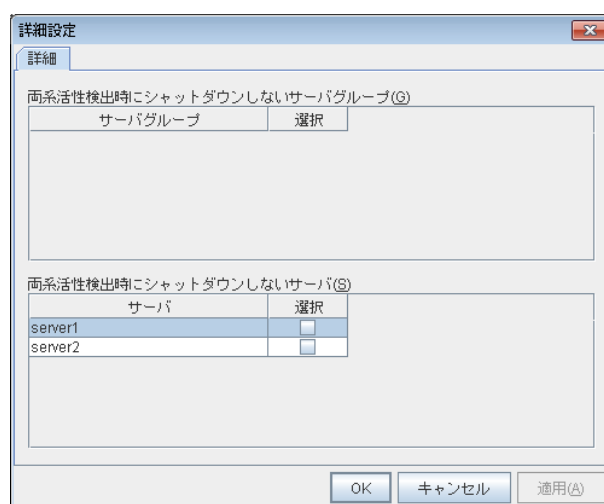 詳細設定
詳細
両系活性検出時にシャットダウンしないサーバグループ(G)
サーバグループ 選択
両系活性検出時にシャットダウンしないサーバ(S)
サーバ 選択
server1
server2
OK キャンセル 適用(A)